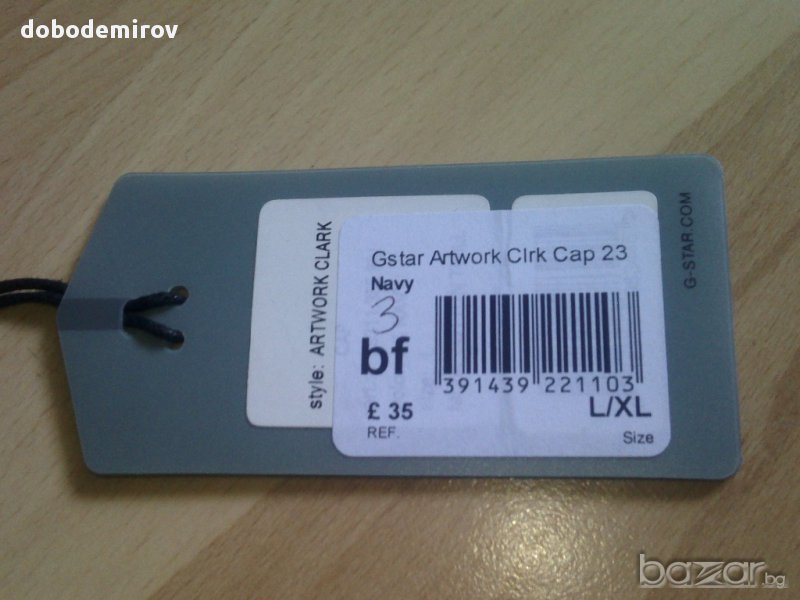 dobodemirov
style: ARTWORK CLARK
Gstar Artwork Clrk Cap 23
Navy
3
bf
391439 221103
£ 35
L/XL
REF.
Size
G-STAR.COM
bazar.bg